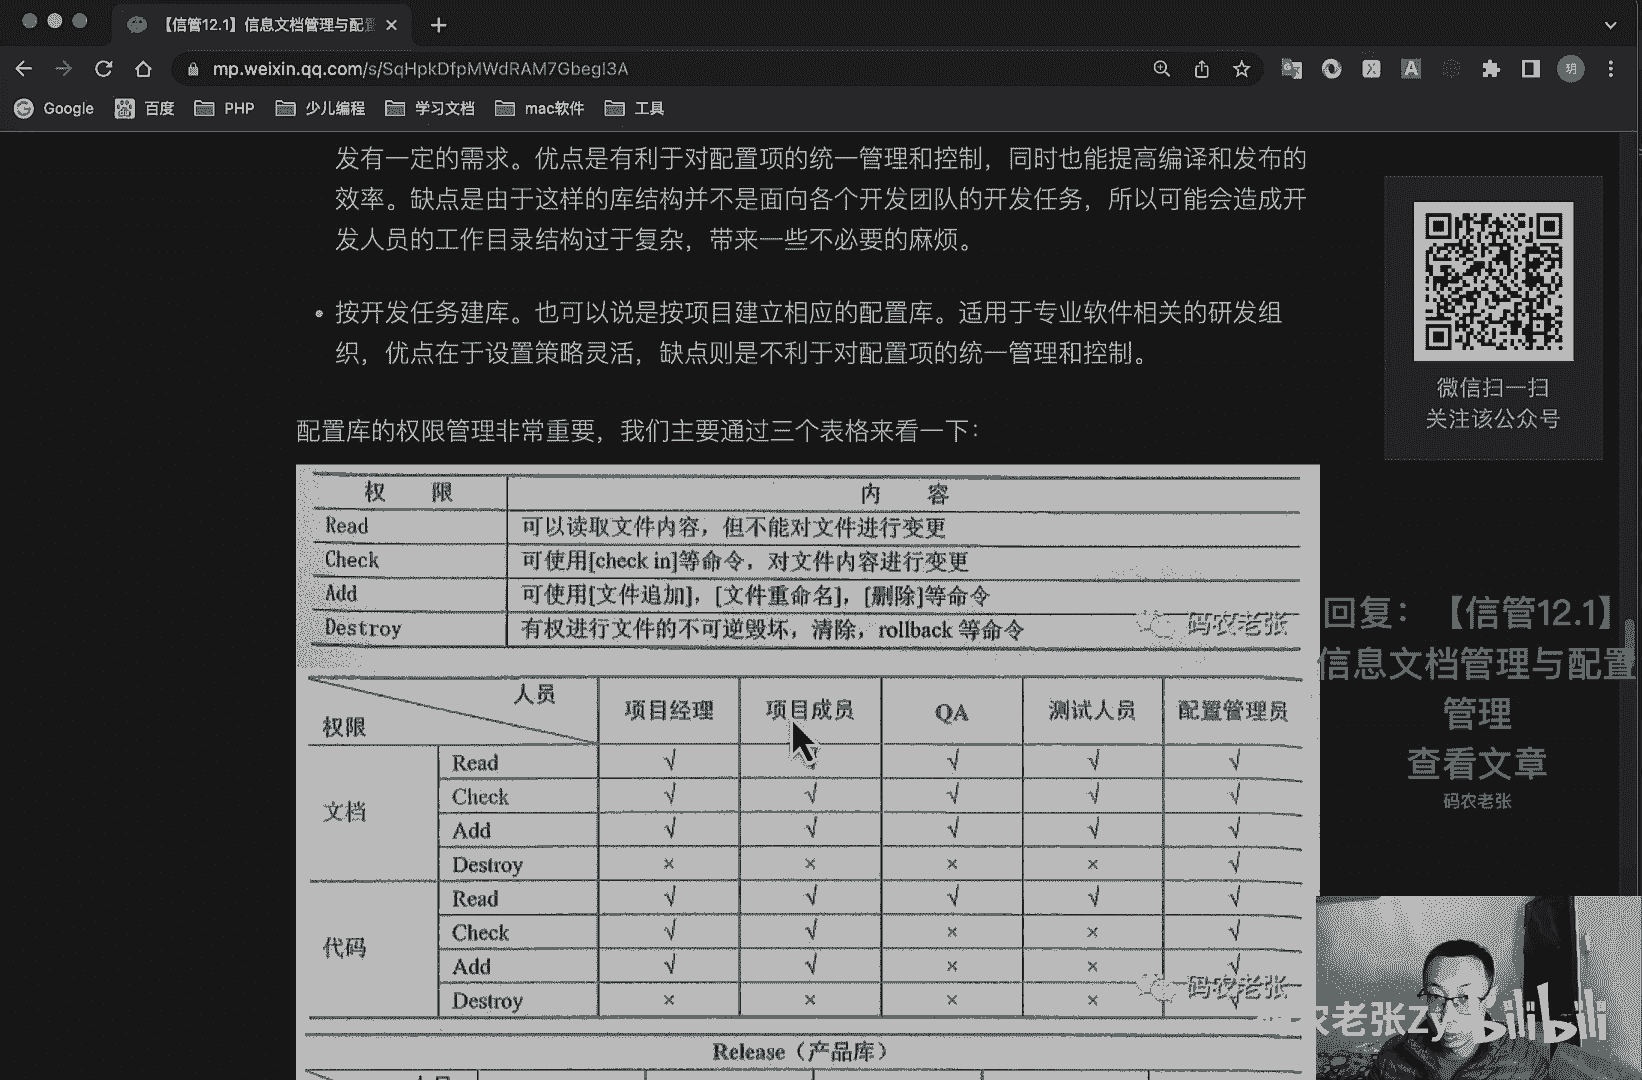 【信管12.1】信息文档管理与配置
mp.weixin.qq.com/s/SqHpkDfpMWdRAM7GbegI3A
Google 百度 PHP 少儿编程 学习文档 mac软件 工具
发有一定的需求。优点是有利于对配置项的统一管理和控制，同时也能提高编译和发布的
效率。缺点是由于这样的库结构并不是面向各个开发团队的开发任务，所以可能会造成开
发人员的工作目录结构过于复杂，带来一些不必要的麻烦。
• 按开发任务建库。也可以说是按项目建立相应的配置库。适用于专业软件相关的研发组
织，优点在于设置策略灵活，缺点则是不利于对配置项的统一管理和控制。
配置库的权限管理非常重要，我们主要通过三个表格来看一下：
权 限 内 容
Read 可以读取文件内容，但不能对文件进行变更
Check 可使用[check in]等命令，对文件内容进行变更
Add 可使用[文件追加]，[文件重命名]，[删除]等命令
Destroy 有权进行文件的不可逆毁坏，清除，rollback 等命令
码农老张
人员 权限 项目经理 项目成员 QA 测试人员 配置管理员
文档 Read √ √ √ √ √
Check √ √ √ √ √
Add √ √ √ √ √
Destroy × × × × √
代码 Read √ √ √ √ √
Check √ √ × × √
Add √ √ × × √
Destroy × × × × √
码农老张
Release（产品库）
微信扫一扫
关注该公众号
回复：【信管12.1】
信息文档管理与配置
管理
查看文章
码农老张
农老张Zy
bilibili
玥